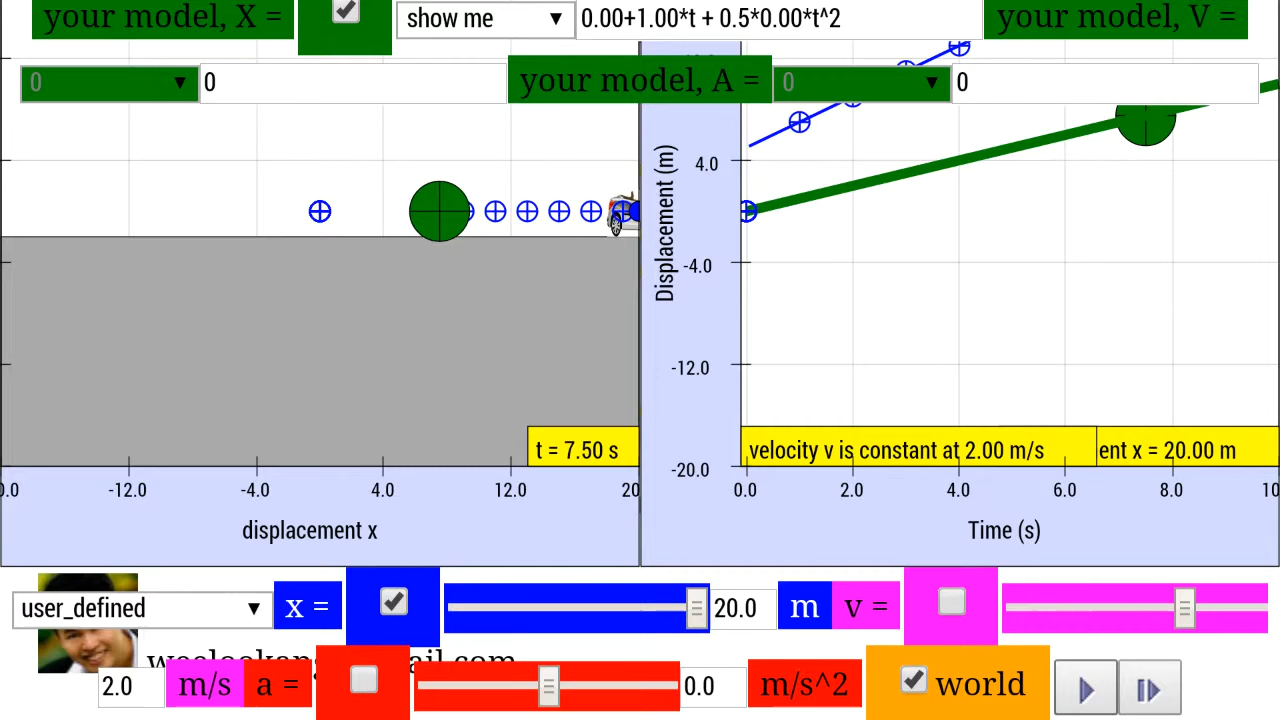 your model, X =
show me
0.00+1.00*t + 0.5*0.00*t^2
your model, V =
0
0
your model, A =
0
0
Displacement (m)
4.0
-4.0
-12.0
-20.0
t = 7.50 s
velocity v is constant at 2.00 m/s
ent x = 20.00 m
0.0 -12.0 -4.0 4.0 12.0 20
0.0 2.0 4.0 6.0 8.0 10
displacement x
Time (s)
user_defined
x =
20.0
m
v =
2.0
m/s
a =
0.0
m/s^2
world